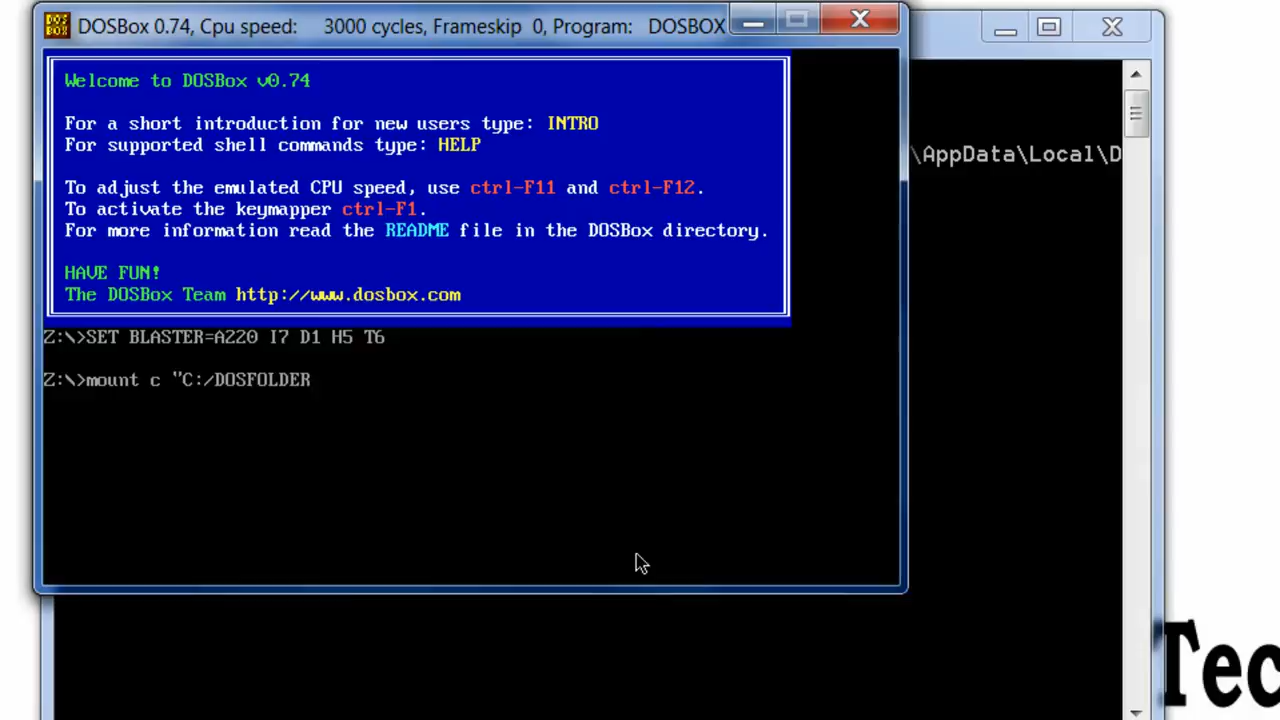 DOSBox 0.74, Cpu speed: 3000 cycles, Frameskip 0, Program: DOSBOX
DOS BOX
Welcome to DOSBox v0.74
For a short introduction for new users type: INTRO
For supported shell commands type: HELP
To adjust the emulated CPU speed, use ctrl-F11 and ctrl-F12.
To activate the keymapper ctrl-F1.
For more information read the README file in the DOSBox directory.
HAVE FUN!
The DOSBox Team http://www.dosbox.com
Z:\>SET BLASTER=A220 I7 D1 H5 T6
Z:\>mount c "C:/DOSFOLDER
\AppData\Local\D
Tec